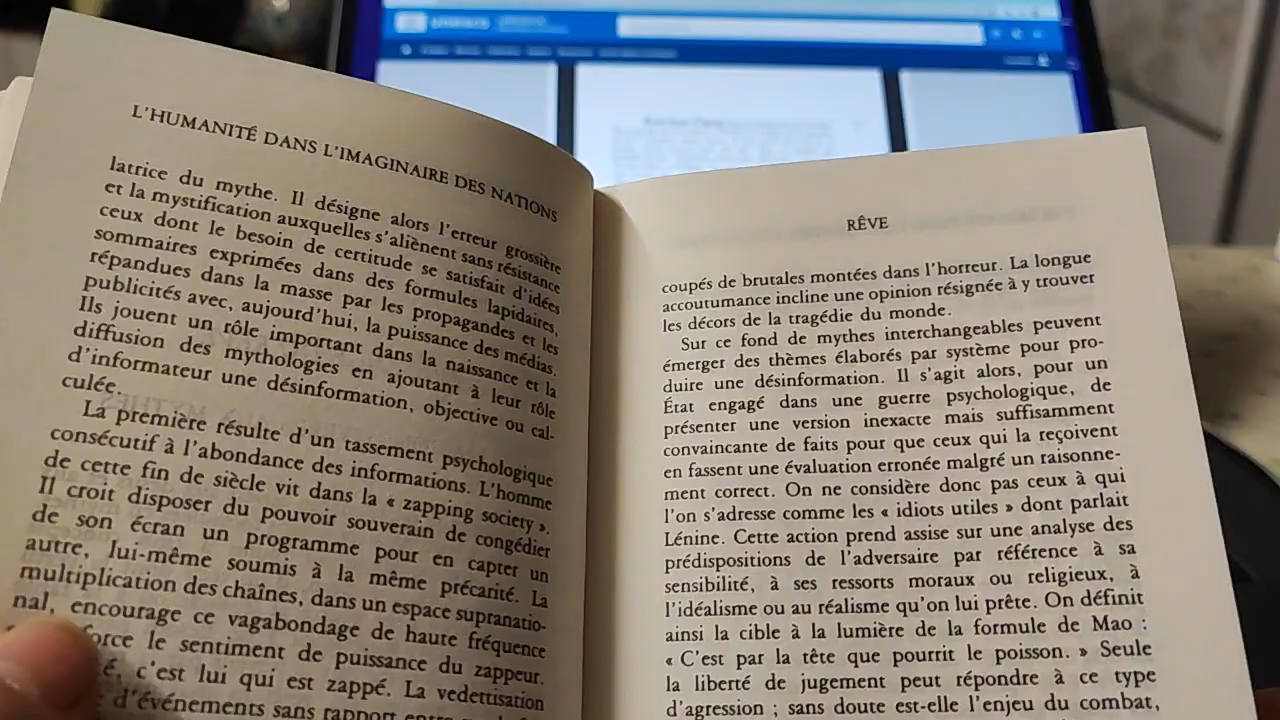 L'HUMANITÉ DANS L'IMAGINAIRE DES NATIONS
latrice du mythe. Il désigne alors l'erreur grossière
et la mystification auxquelles s'aliènent sans résistance
ceux dont le besoin de certitude se satisfait d'idées
sommaires exprimées dans des formules lapidaires,
répandues dans la masse par les propagandes et les
publicités avec, aujourd'hui, la puissance des médias.
Ils jouent un rôle important dans la naissance et la
diffusion des mythologies en ajoutant à leur rôle
d'informateur une désinformation, objective ou cal-
culée.
La première résulte d'un tassement psychologique
consécutif à l'abondance des informations. L'homme
de cette fin de siècle vit dans la « zapping society ».
Il croit disposer du pouvoir souverain de congédier
de son écran un programme pour en capter un
autre, lui-même soumis à la même précarité. La
multiplication des chaînes, dans un espace supranatio-
nal, encourage ce vagabondage de haute fréquence
force le sentiment de puissance du zappeur.
c'est lui qui est zappé. La vedettisation
d'événements sans rapport
RÊVE
coupés de brutales montées dans l'horreur. La longue
accoutumance incline une opinion résignée à y trouver
les décors de la tragédie du monde.
Sur ce fond de mythes interchangeables peuvent
émerger des thèmes élaborés par système pour pro-
duire une désinformation. Il s'agit alors, pour un
État engagé dans une guerre psychologique, de
présenter une version inexacte mais suffisamment
convaincante de faits pour que ceux qui la reçoivent
en fassent une évaluation erronée malgré un raisonne-
ment correct. On ne considère donc pas ceux à qui
l'on s'adresse comme les « idiots utiles » dont parlait
Lénine. Cette action prend assise sur une analyse des
prédispositions de l'adversaire par référence à sa
sensibilité, à ses ressorts moraux ou religieux, à
l'idéalisme ou au réalisme qu'on lui prête. On définit
ainsi la cible à la lumière de la formule de Mao :
« C'est par la tête que pourrit le poisson. » Seule
la liberté de jugement peut répondre à ce type
d'agression ; sans doute est-elle l'enjeu du combat,